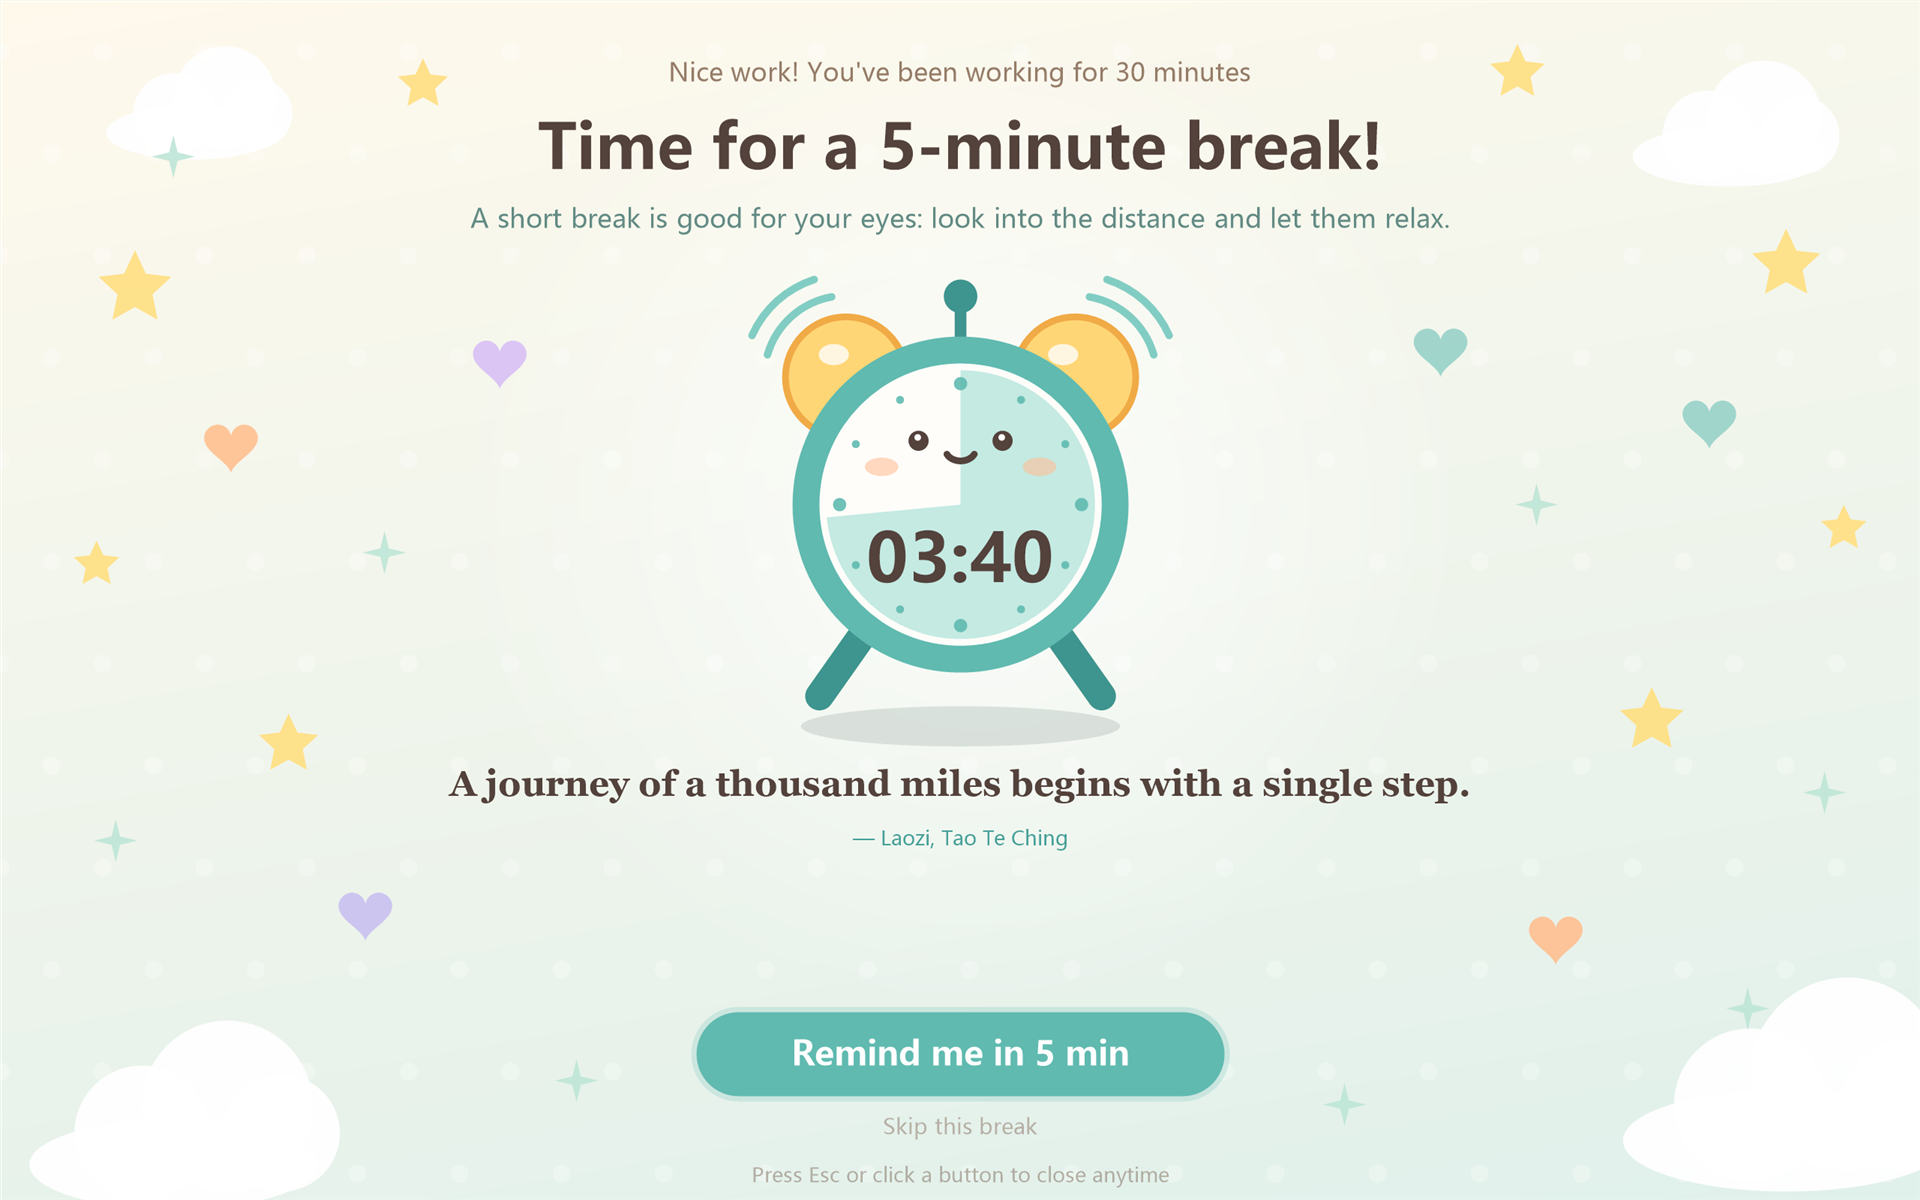 Nice work! You've been working for 30 minutes
Time for a 5-minute break!
A short break is good for your eyes: look into the distance and let them relax.
03:40
A journey of a thousand miles begins with a single step.
— Laozi, Tao Te Ching
Remind me in 5 min
Skip this break
Press Esc or click a button to close anytime